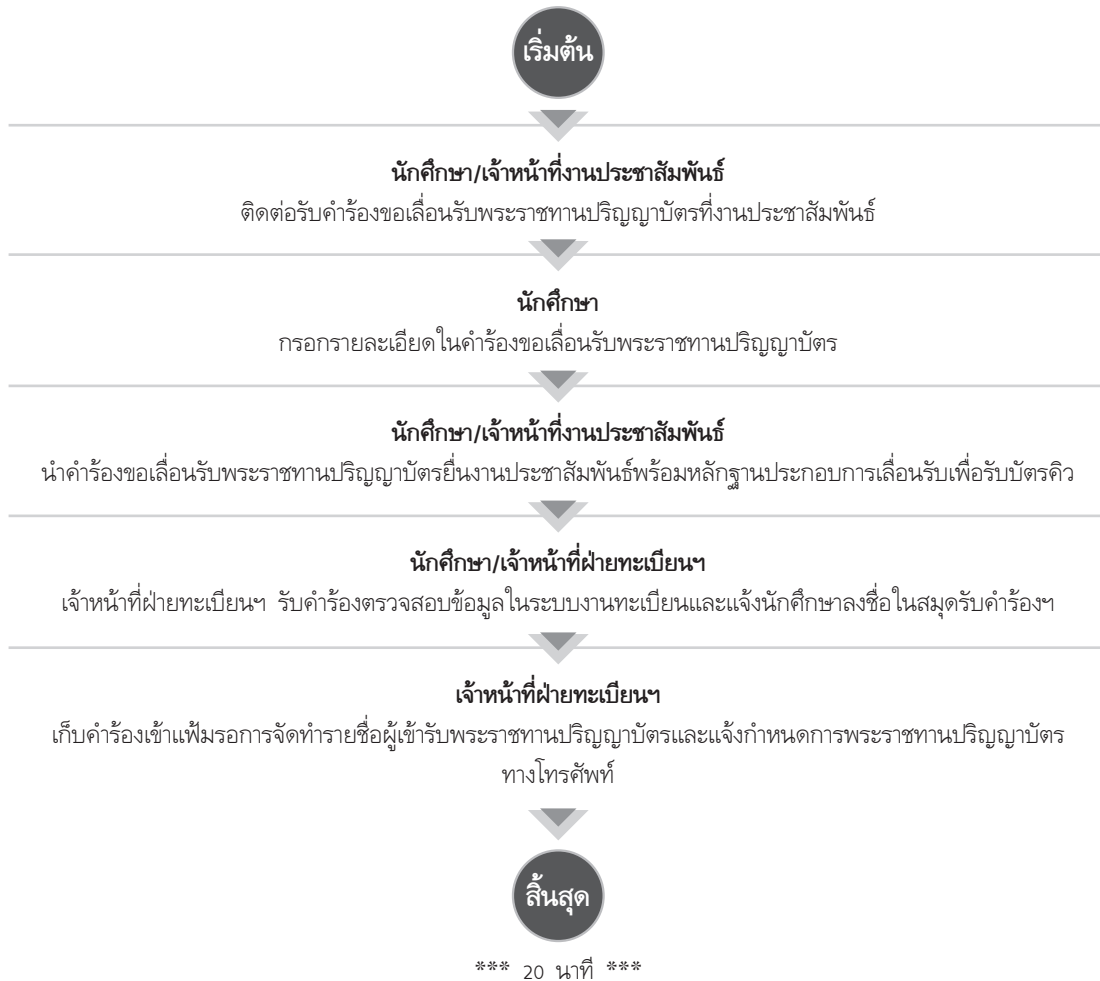 เริ่มต้น
นักศึกษา/เจ้าหน้าที่งานประชาสัมพันธ์
ติดต่อรับคำร้องขอเลื่อนรับพระราชทานปริญญาบัตรที่งานประชาสัมพันธ์
นักศึกษา
กรอกรายละเอียดในคำร้องขอเลื่อนรับพระราชทานปริญญาบัตร
นักศึกษา/เจ้าหน้าที่งานประชาสัมพันธ์
นำคำร้องขอเลื่อนรับพระราชทานปริญญาบัตรยื่นงานประชาสัมพันธ์พร้อมหลักฐานประกอบการเลื่อนรับเพื่อรับบัตรคิว
นักศึกษา/เจ้าหน้าที่ฝ่ายทะเบียนฯ
เจ้าหน้าที่ฝ่ายทะเบียนฯ รับคำร้องตรวจสอบข้อมูลในระบบงานทะเบียนและแจ้งนักศึกษาลงชื่อในสมุดรับคำร้องฯ
เจ้าหน้าที่ฝ่ายทะเบียนฯ
เก็บคำร้องเข้าแฟ้มรอการจัดทำรายชื่อผู้เข้ารับพระราชทานปริญญาบัตรและแจ้งกำหนดการพระราชทานปริญญาบัตร
ทางโทรศัพท์
สิ้นสุด
*** 20 นาที ***